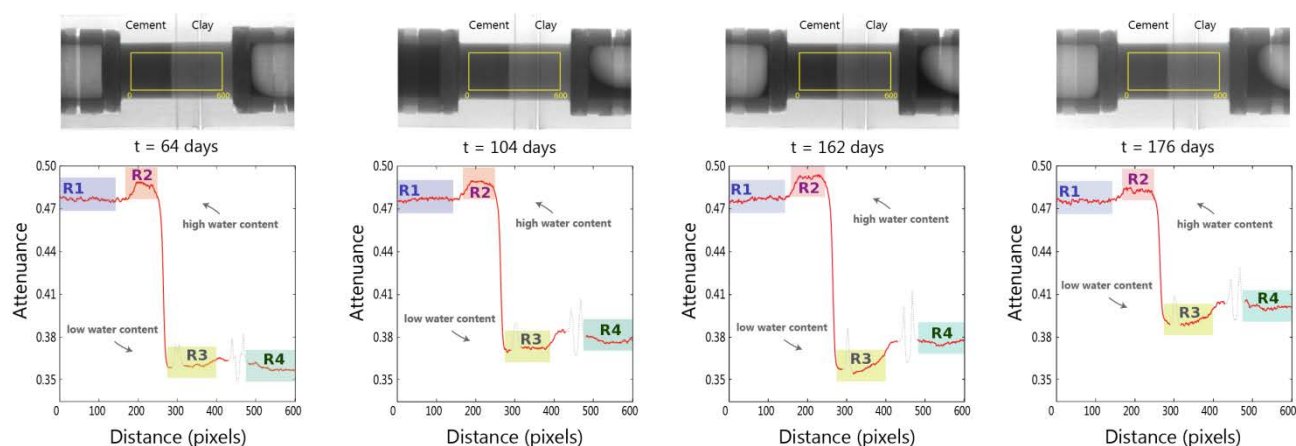 Cement Clay
0 600
t = 64 days
0.50
0.47
0.44
0.41
0.38
0.35
R1 R2
high water content
low water content
R3 R4
0 100 200 300 400 500 600
Attenuance
Distance (pixels)
Cement Clay
0 600
t = 104 days
0.50
0.47
0.44
0.41
0.38
0.35
R1 R2
high water content
low water content
R3 R4
0 100 200 300 400 500 600
Attenuance
Distance (pixels)
Cement Clay
0 600
t = 162 days
0.50
0.47
0.44
0.41
0.38
0.35
R1 R2
high water content
low water content
R3 R4
0 100 200 300 400 500 600
Attenuance
Distance (pixels)
Cement Clay
0 600
t = 176 days
0.50
0.47
0.44
0.41
0.38
0.35
R1 R2
high water content
low water content
R3 R4
0 100 200 300 400 500 600
Attenuance
Distance (pixels)